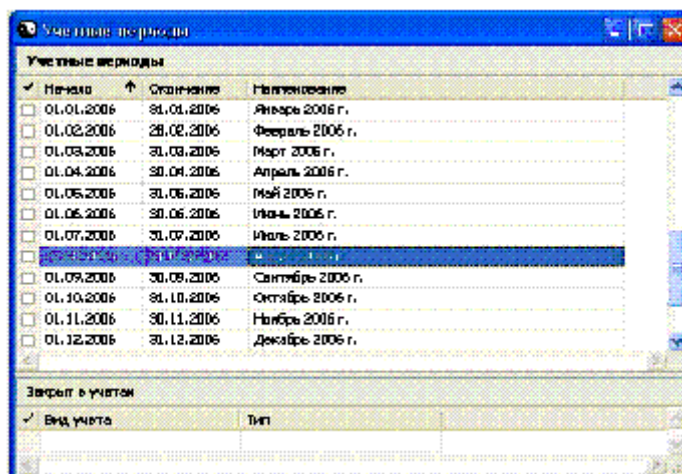 Учетные периоды
Учетные периоды
Начало Окончание Наименование
01.01.2006 31.01.2006 Январь 2006 г.
01.02.2006 28.02.2006 Февраль 2006 г.
01.03.2006 31.03.2006 Март 2006 г.
01.04.2006 30.04.2006 Апрель 2006 г.
01.05.2006 31.05.2006 Май 2006 г.
01.06.2006 30.06.2006 Июнь 2006 г.
01.07.2006 31.07.2006 Июль 2006 г.
01.09.2006 30.09.2006 Сентябрь 2006 г.
01.10.2006 31.10.2006 Октябрь 2006 г.
01.11.2006 30.11.2006 Ноябрь 2006 г.
01.12.2006 31.12.2006 Декабрь 2006 г.
Закрыт в учетах
Вид учета Тип